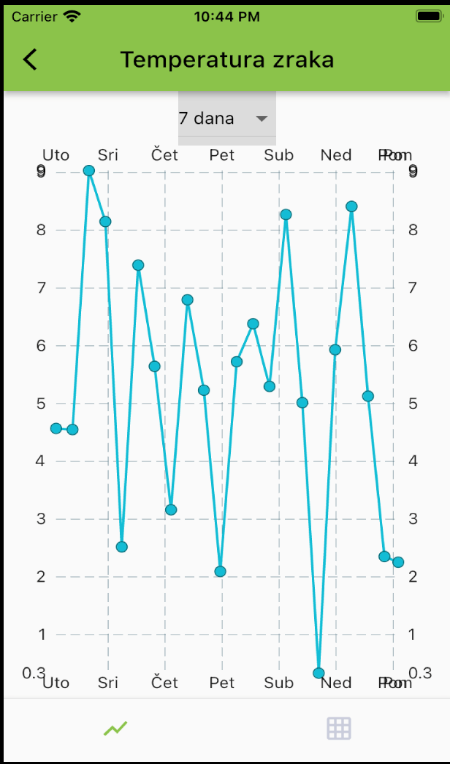 Carrier 10:44 PM
Temperatura zraka
7 dana
Uto Sri Čet Pet Sub Ned Pon
9 9
8 8
7 7
6 6
5 5
4 4
3 3
2 2
1 1
0.3 0.3
Uto Sri Čet Pet Sub Ned Pon